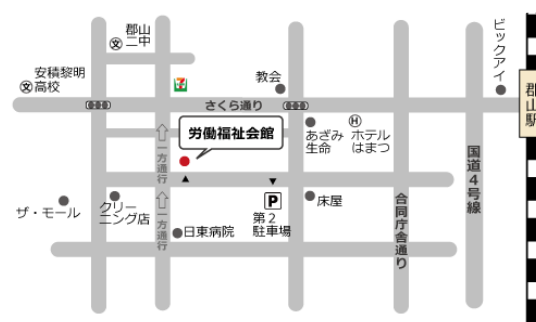 郡山
二中
文
ビックアイ
安積黎明
高校
文
7
教会
郡山駅
さくら通り
労働福祉会館
あざみ
生命
H
ホテル
はまつ
一方通行
国道4号線
ザ・モール
クリー
ニング店
一方通行
日東病院
P
第2
駐車場
床屋
合同庁舎通り